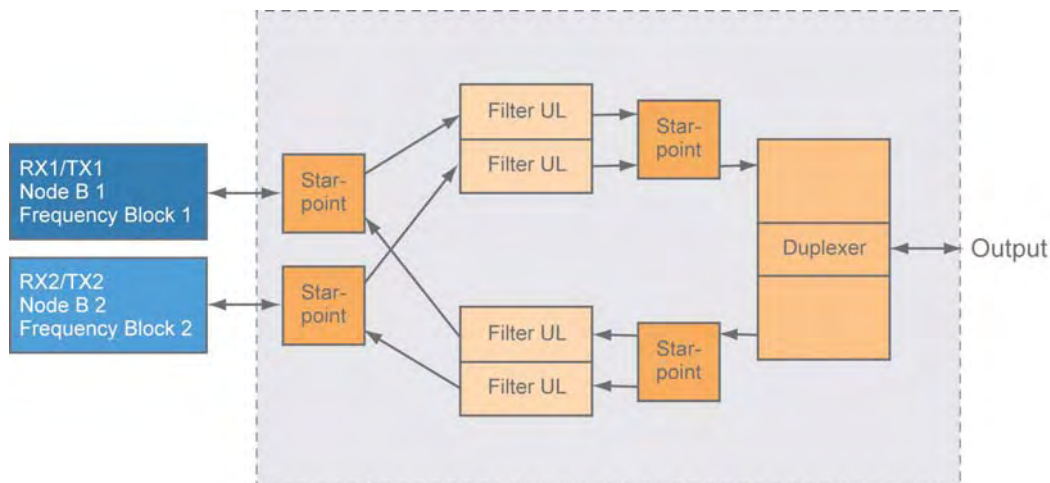 RX1/TX1
Node B 1
Frequency Block 1
RX2/TX2
Node B 2
Frequency Block 2
Star-
point
Star-
point
Filter UL
Filter UL
Star-
point
Filter UL
Filter UL
Star-
point
Duplexer
Output